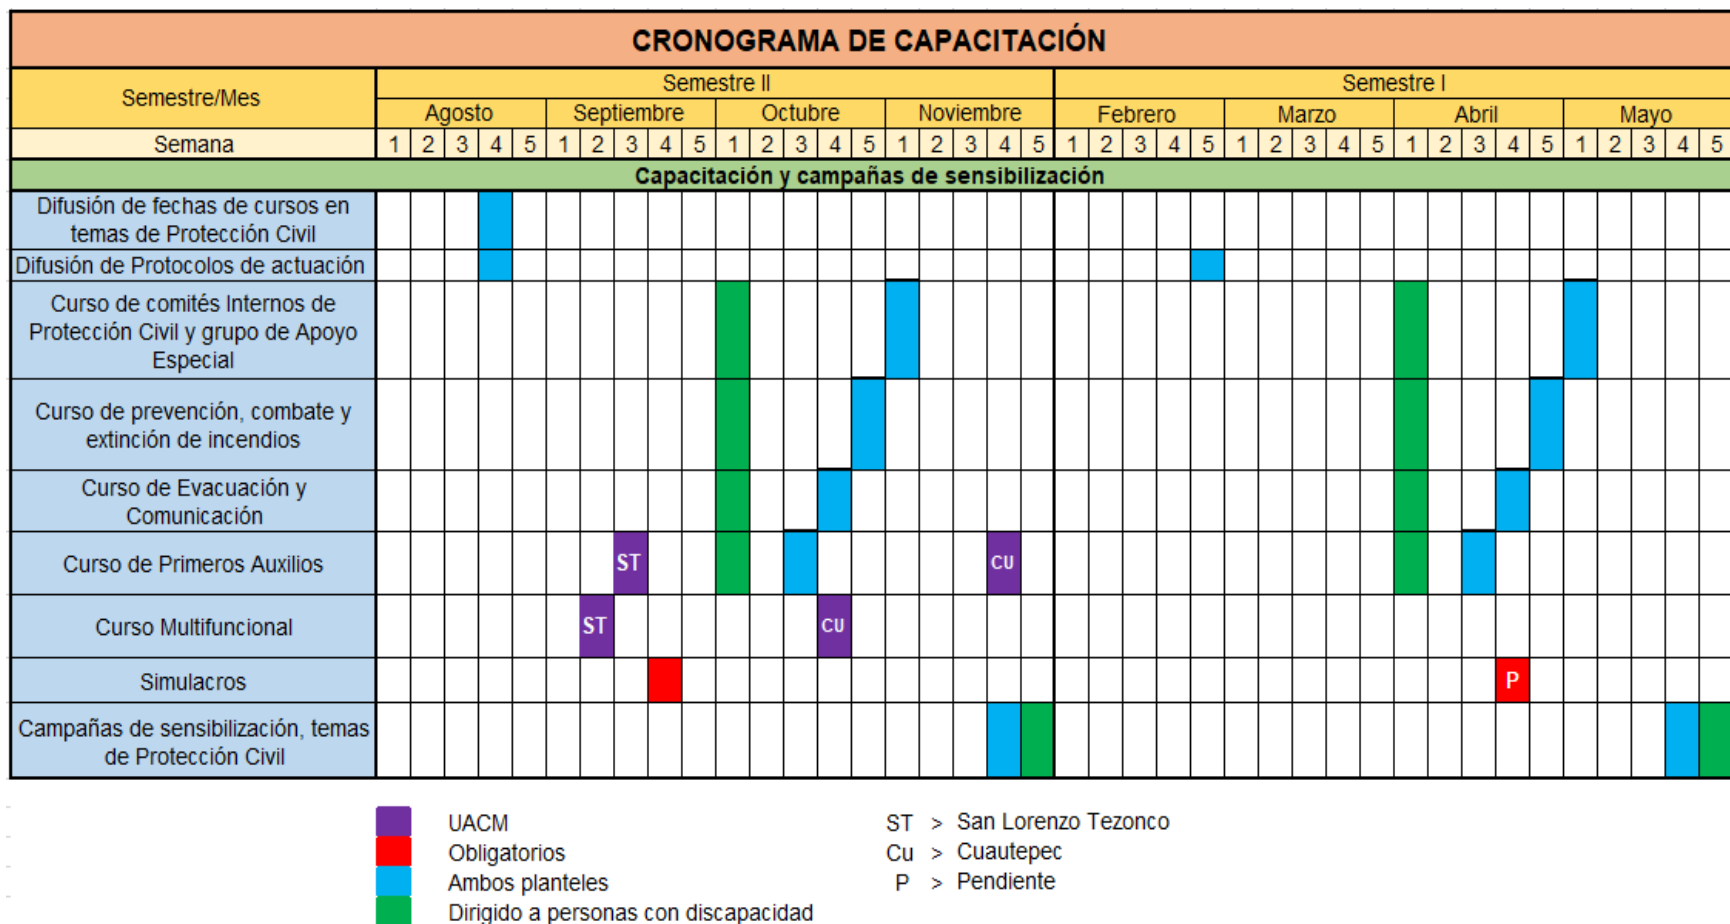 CRONOGRAMA DE CAPACITACIÓN
Semestre/Mes
Semestre II
Semestre I
Agosto Septiembre Octubre Noviembre Febrero Marzo Abril Mayo
Semana 1 2 3 4 5 1 2 3 4 5 1 2 3 4 5 1 2 3 4 5 1 2 3 4 5 1 2 3 4 5 1 2 3 4 5 1 2 3 4 5
Capacitación y campañas de sensibilización
Difusión de fechas de cursos en
temas de Protección Civil
Difusión de Protocolos de actuación
Curso de comités Internos de
Protección Civil y grupo de Apoyo
Especial
Curso de prevención, combate y
extinción de incendios
Curso de Evacuación y
Comunicación
Curso de Primeros Auxilios ST CU
Curso Multifuncional ST CU
Simulacros P
Campañas de sensibilización, temas
de Protección Civil
UACM
Obligatorios
Ambos planteles
Dirigido a personas con discapacidad
ST > San Lorenzo Tezonco
Cu > Cuautepec
P > Pendiente